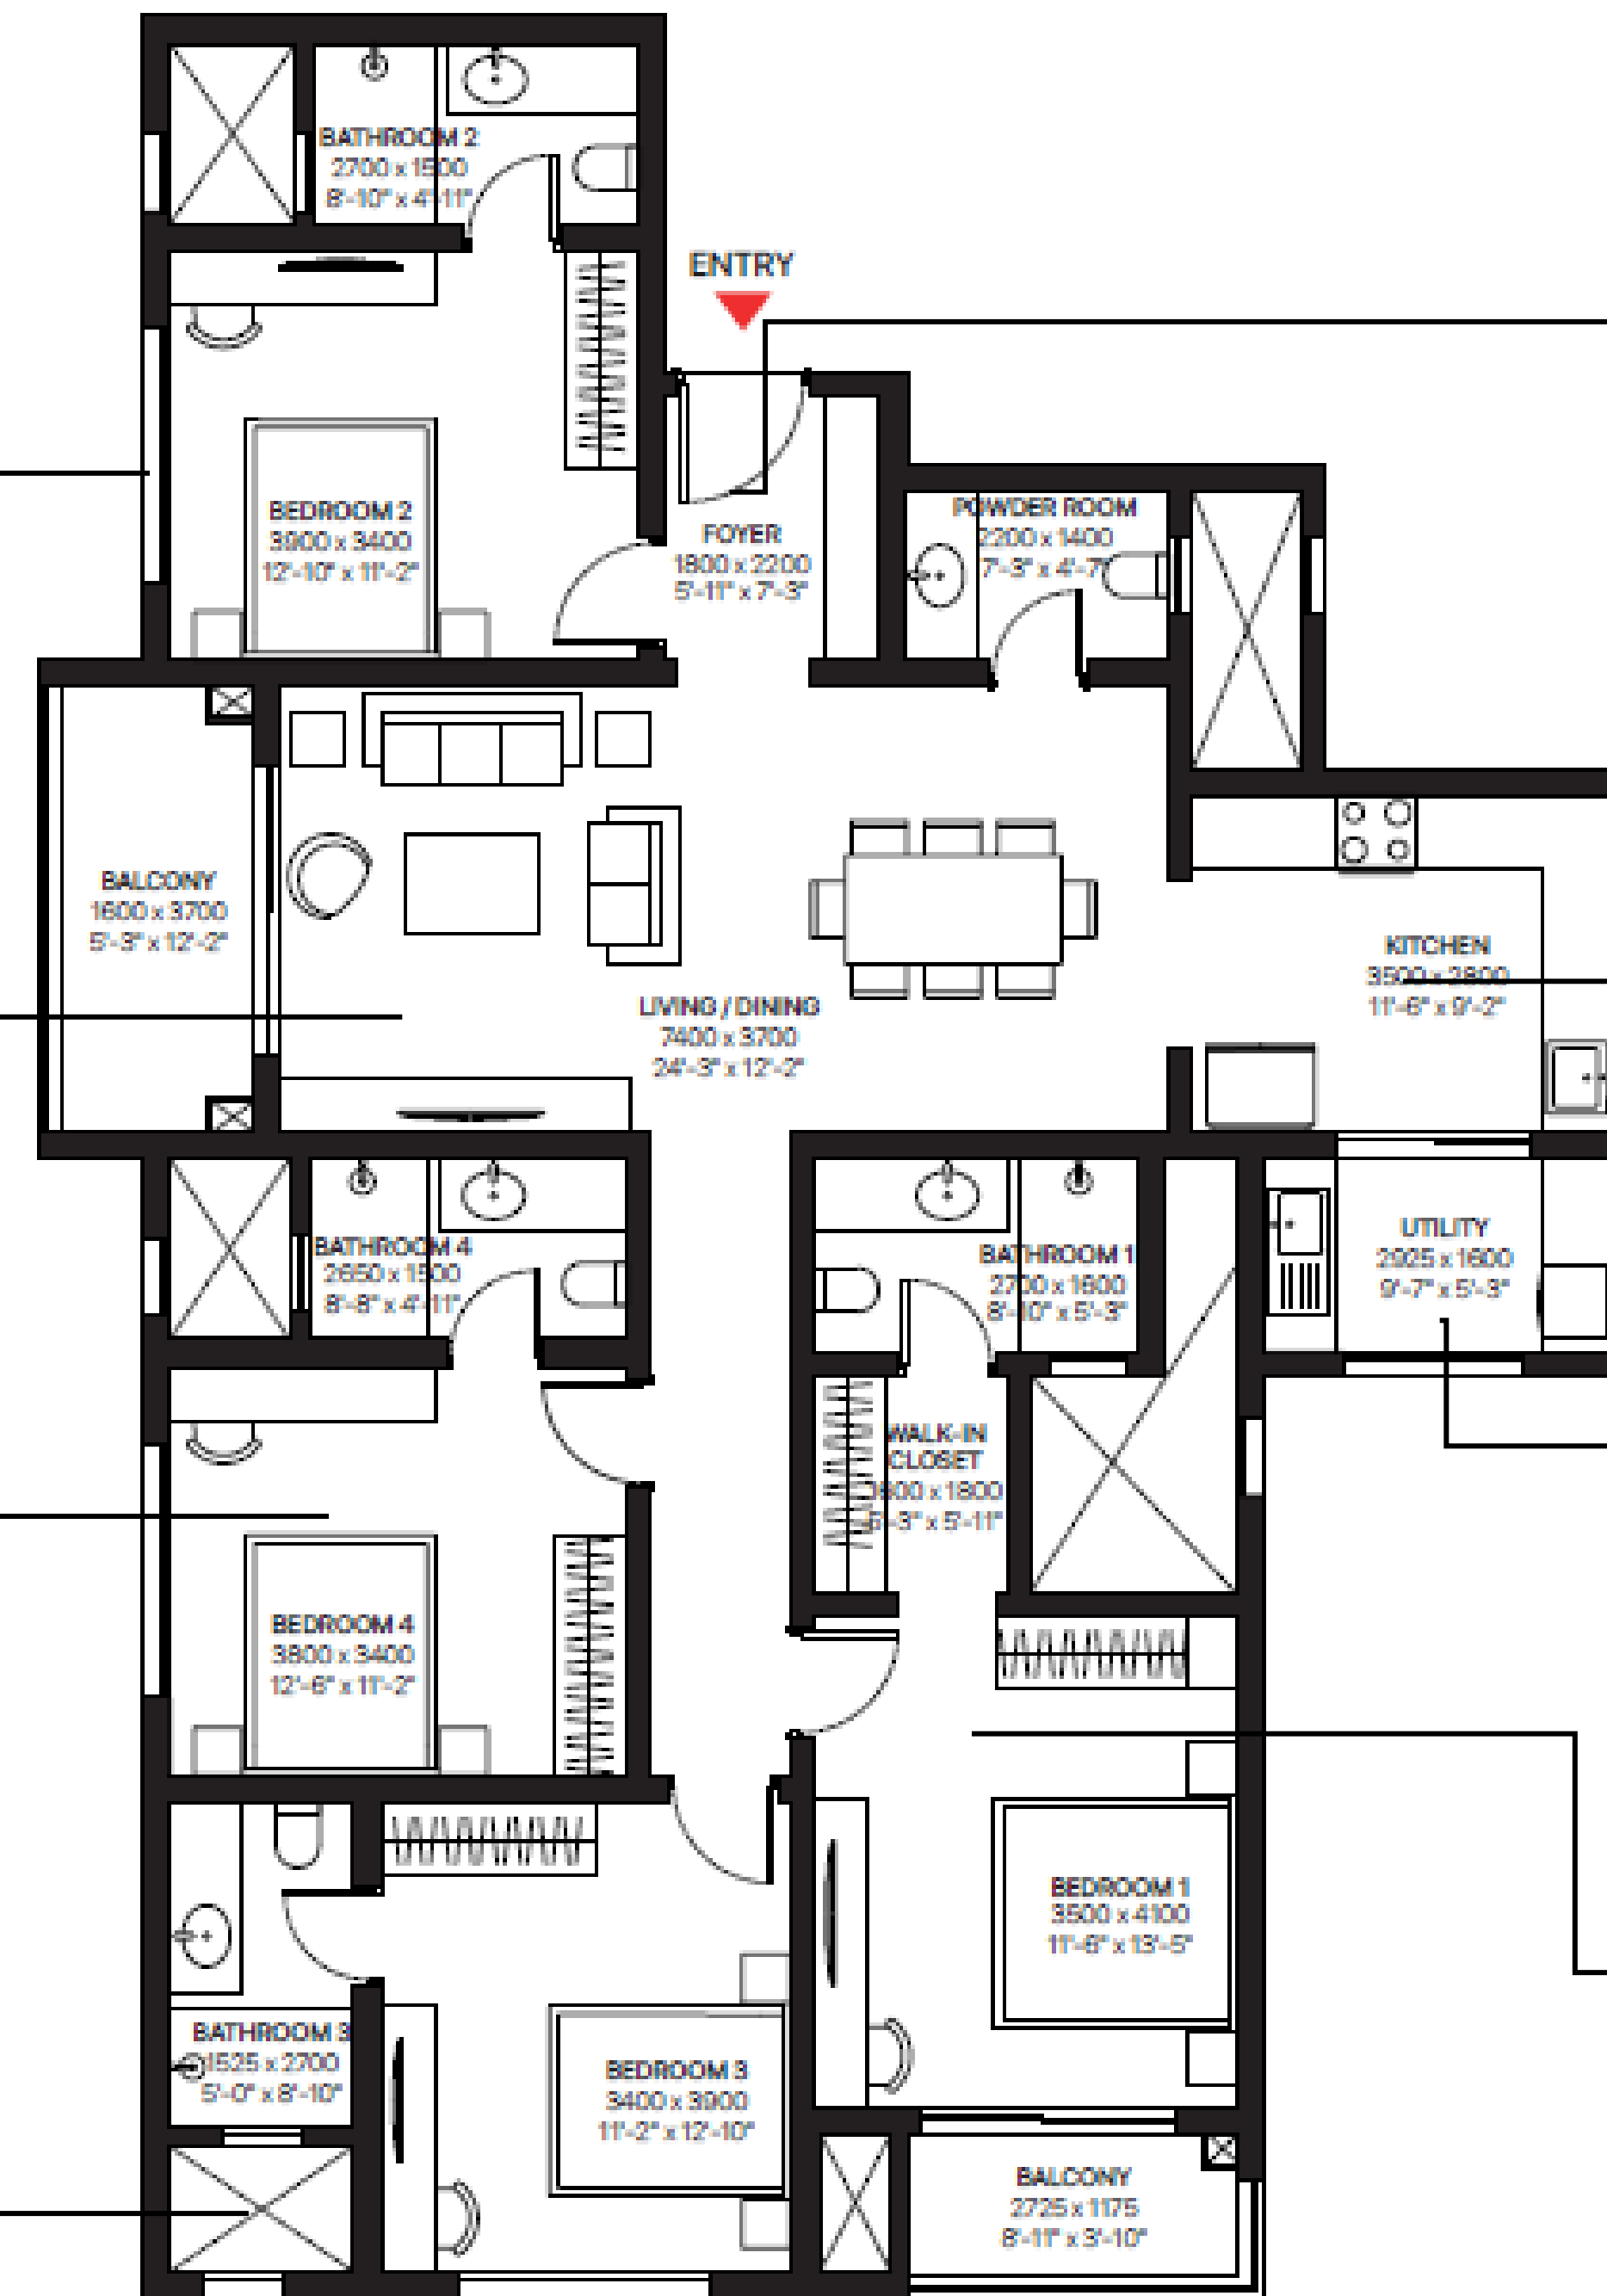 BATHROOM 2
2700 x 1500
8'-10" x 4'-11"
ENTRY
BEDROOM 2
3900 x 3400
12'-10" x 11'-2"
FOYER
1800 x 2200
5'-11" x 7'-3"
POWDER ROOM
2200 x 1400
7'-3" x 4'-7"
BALCONY
1600 x 3700
5'-3" x 12'-2"
LIVING / DINING
7400 x 3700
24'-3" x 12'-2"
KITCHEN
3500 x 2800
11'-6" x 9'-2"
BATHROOM 4
2650 x 1500
8'-8" x 4'-11"
BATHROOM 1
2700 x 1600
8'-10" x 5'-3"
UTILITY
2925 x 1600
9'-7" x 5'-3"
WALK-IN
CLOSET
1600 x 1800
5'-3" x 5'-11"
BEDROOM 4
3800 x 3400
12'-6" x 11'-2"
BEDROOM 1
3500 x 4100
11'-6" x 13'-5"
BATHROOM 3
1525 x 2700
5'-0" x 8'-10"
BEDROOM 3
3400 x 3900
11'-2" x 12'-10"
BALCONY
2725 x 1175
8'-11" x 3'-10"